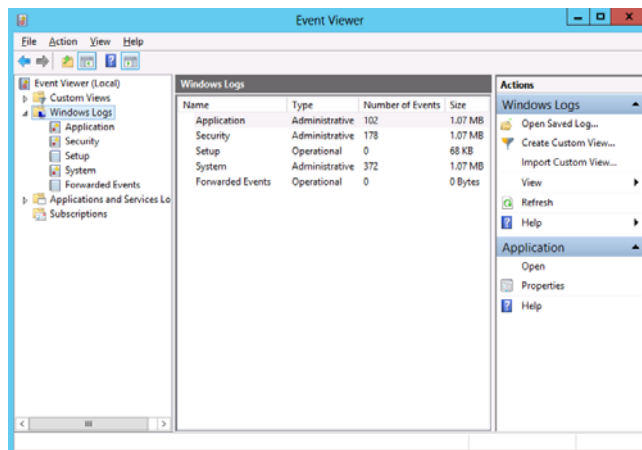 Event Viewer
File Action View Help
Event Viewer (Local)
Custom Views
Windows Logs
Application
Security
Setup
System
Forwarded Events
Applications and Services Lo
Subscriptions
Windows Logs
Name Type Number of Events Size
Application Administrative 102 1.07 MB
Security Administrative 178 1.07 MB
Setup Operational 0 68 KB
System Administrative 372 1.07 MB
Forwarded Events Operational 0 0 Bytes
Actions
Windows Logs
Open Saved Log...
Create Custom View...
Import Custom View...
View
Refresh
Help
Application
Open
Properties
Help